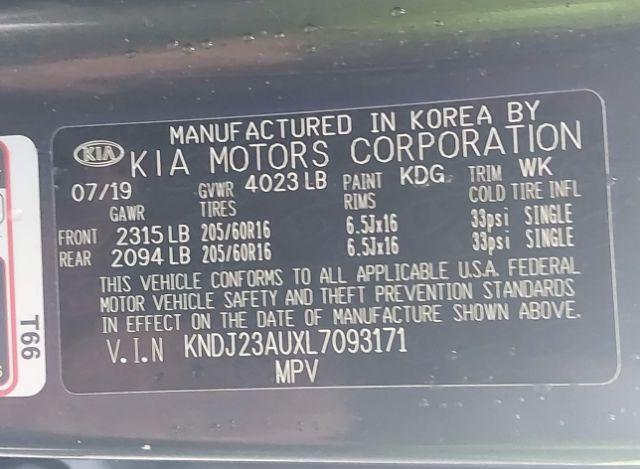 MANUFACTURED IN KOREA BY
KIA KIA MOTORS CORPORATION
07/19 GVWR 4023 LB PAINT KDG TRIM WK
GAWR TIRES RIMS COLD TIRE INFL
FRONT 2315 LB 205/60R16 6.5Jx16 33psi SINGLE
REAR 2094 LB 205/60R16 6.5Jx16 33psi SINGLE
THIS VEHICLE CONFORMS TO ALL APPLICABLE U.S.A. FEDERAL
MOTOR VEHICLE SAFETY AND THEFT PREVENTION STANDARDS
IN EFFECT ON THE DATE OF MANUFACTURE SHOWN ABOVE.
V.I.N KNDJ23AUXL7093171
MPV
T66